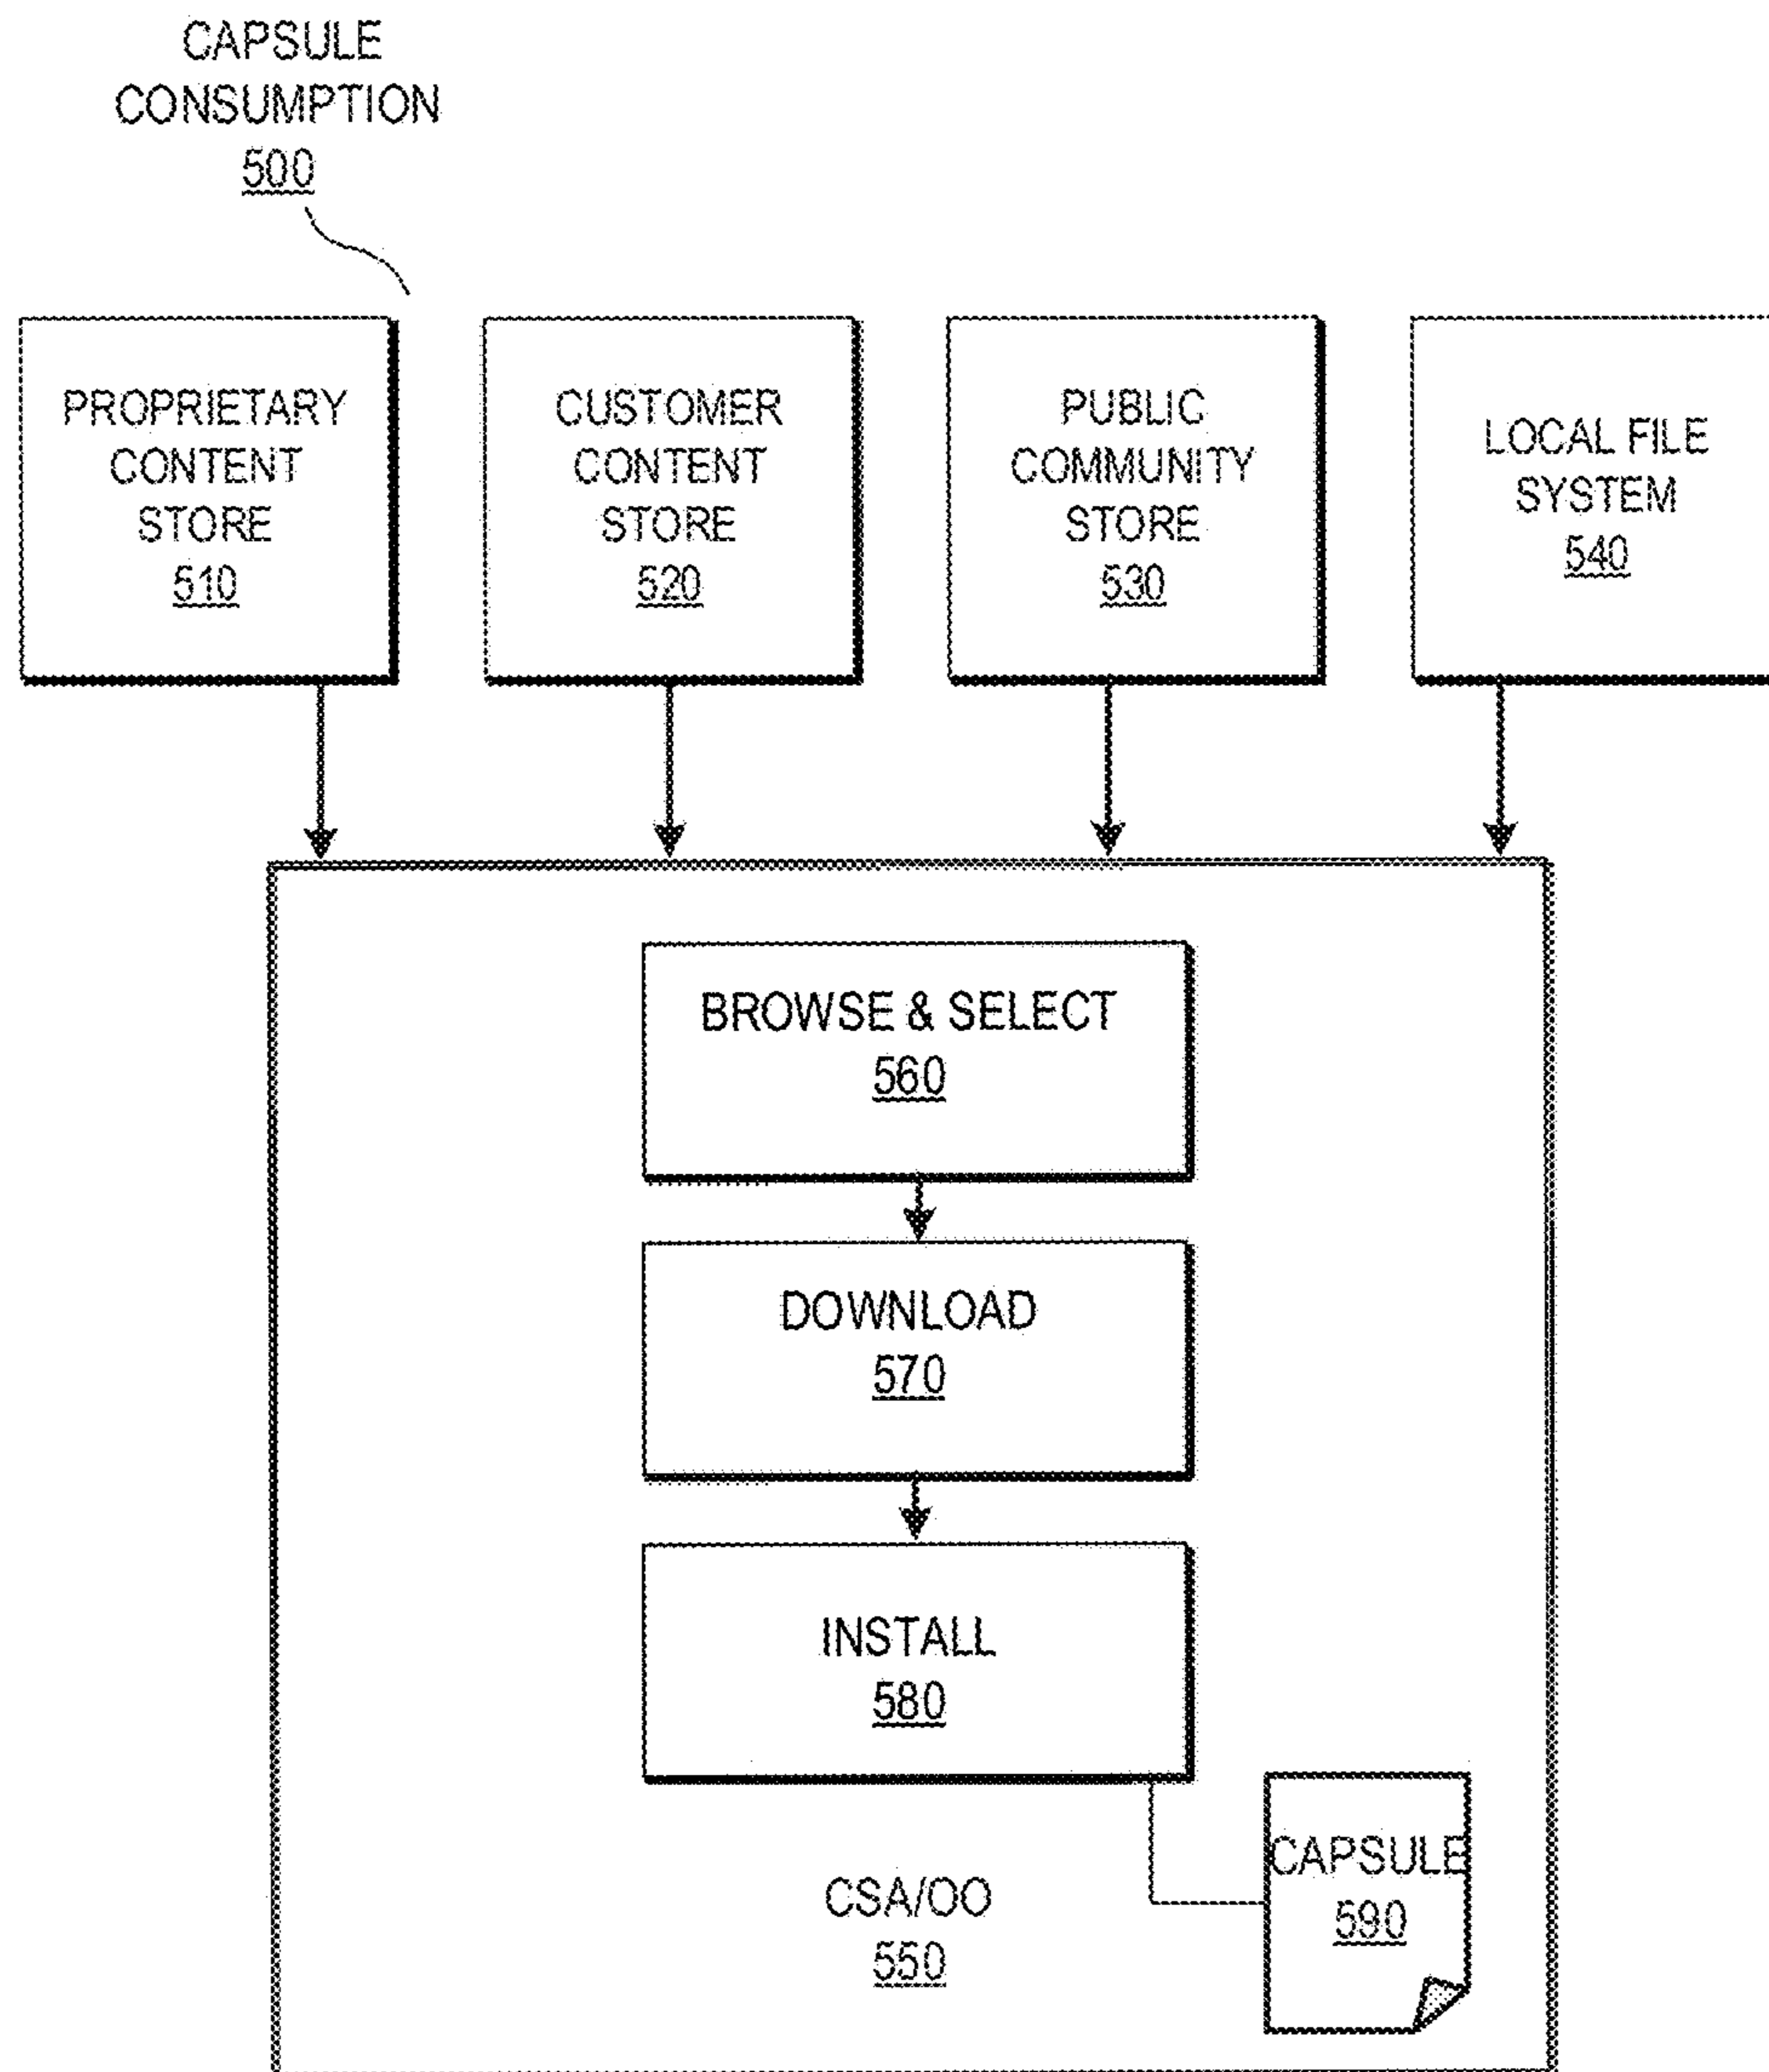 CAPSULE
CONSUMPTION
500
PROPRIETARY
CONTENT
STORE
510
CUSTOMER
CONTENT
STORE
520
PUBLIC
COMMUNITY
STORE
530
LOCAL FILE
SYSTEM
540
BROWSE & SELECT
560
DOWNLOAD
570
INSTALL
580
CSA/OO
550
CAPSULE
590